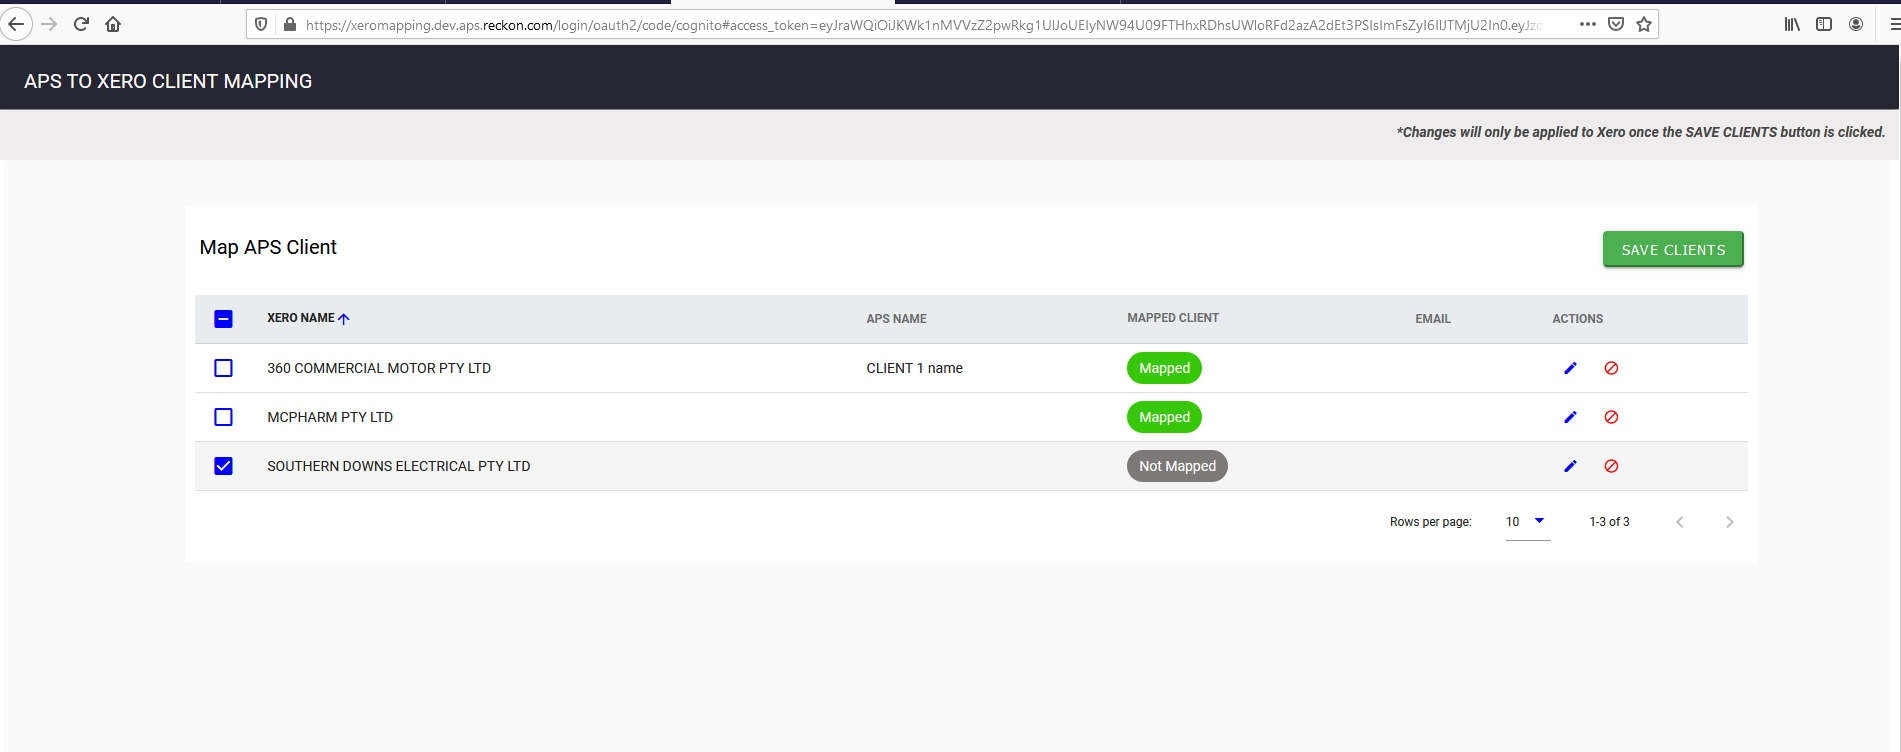 https://xeromapping.dev.aps.reckon.com/login/oauth2/code/cognito#access_token=
APS TO XERO CLIENT MAPPING
*Changes will only be applied to Xero once the SAVE CLIENTS button is clicked.
Map APS Client
SAVE CLIENTS
XERO NAME APS NAME MAPPED CLIENT EMAIL ACTIONS
360 COMMERCIAL MOTOR PTY LTD CLIENT 1 name Mapped
MCPHARM PTY LTD Mapped
SOUTHERN DOWNS ELECTRICAL PTY LTD Not Mapped
Rows per page: 10 1-3 of 3